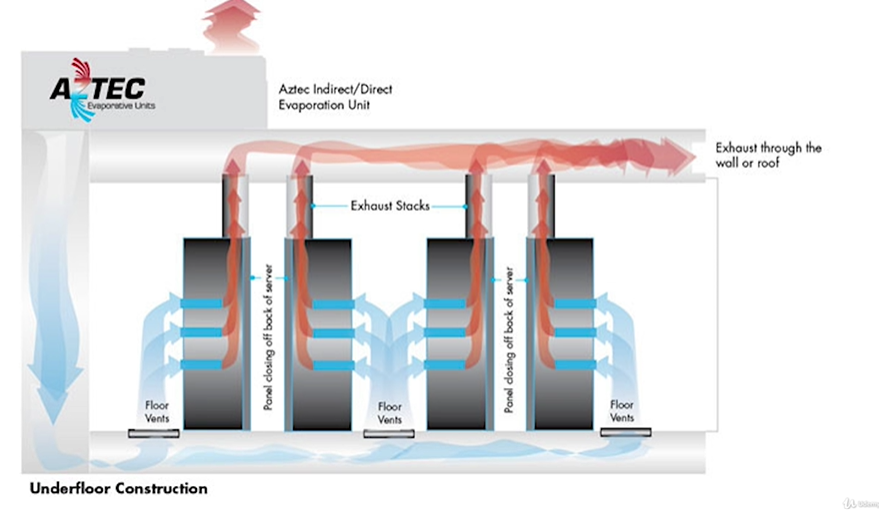 AZTEC
Evaporative Units
Aztec Indirect/Direct
Evaporation Unit
Exhaust through the
wall or roof
Exhaust Stacks
Panel closing off back of server
Panel closing off back of server
Floor
Vents
Floor
Vents
Floor
Vents
Underfloor Construction